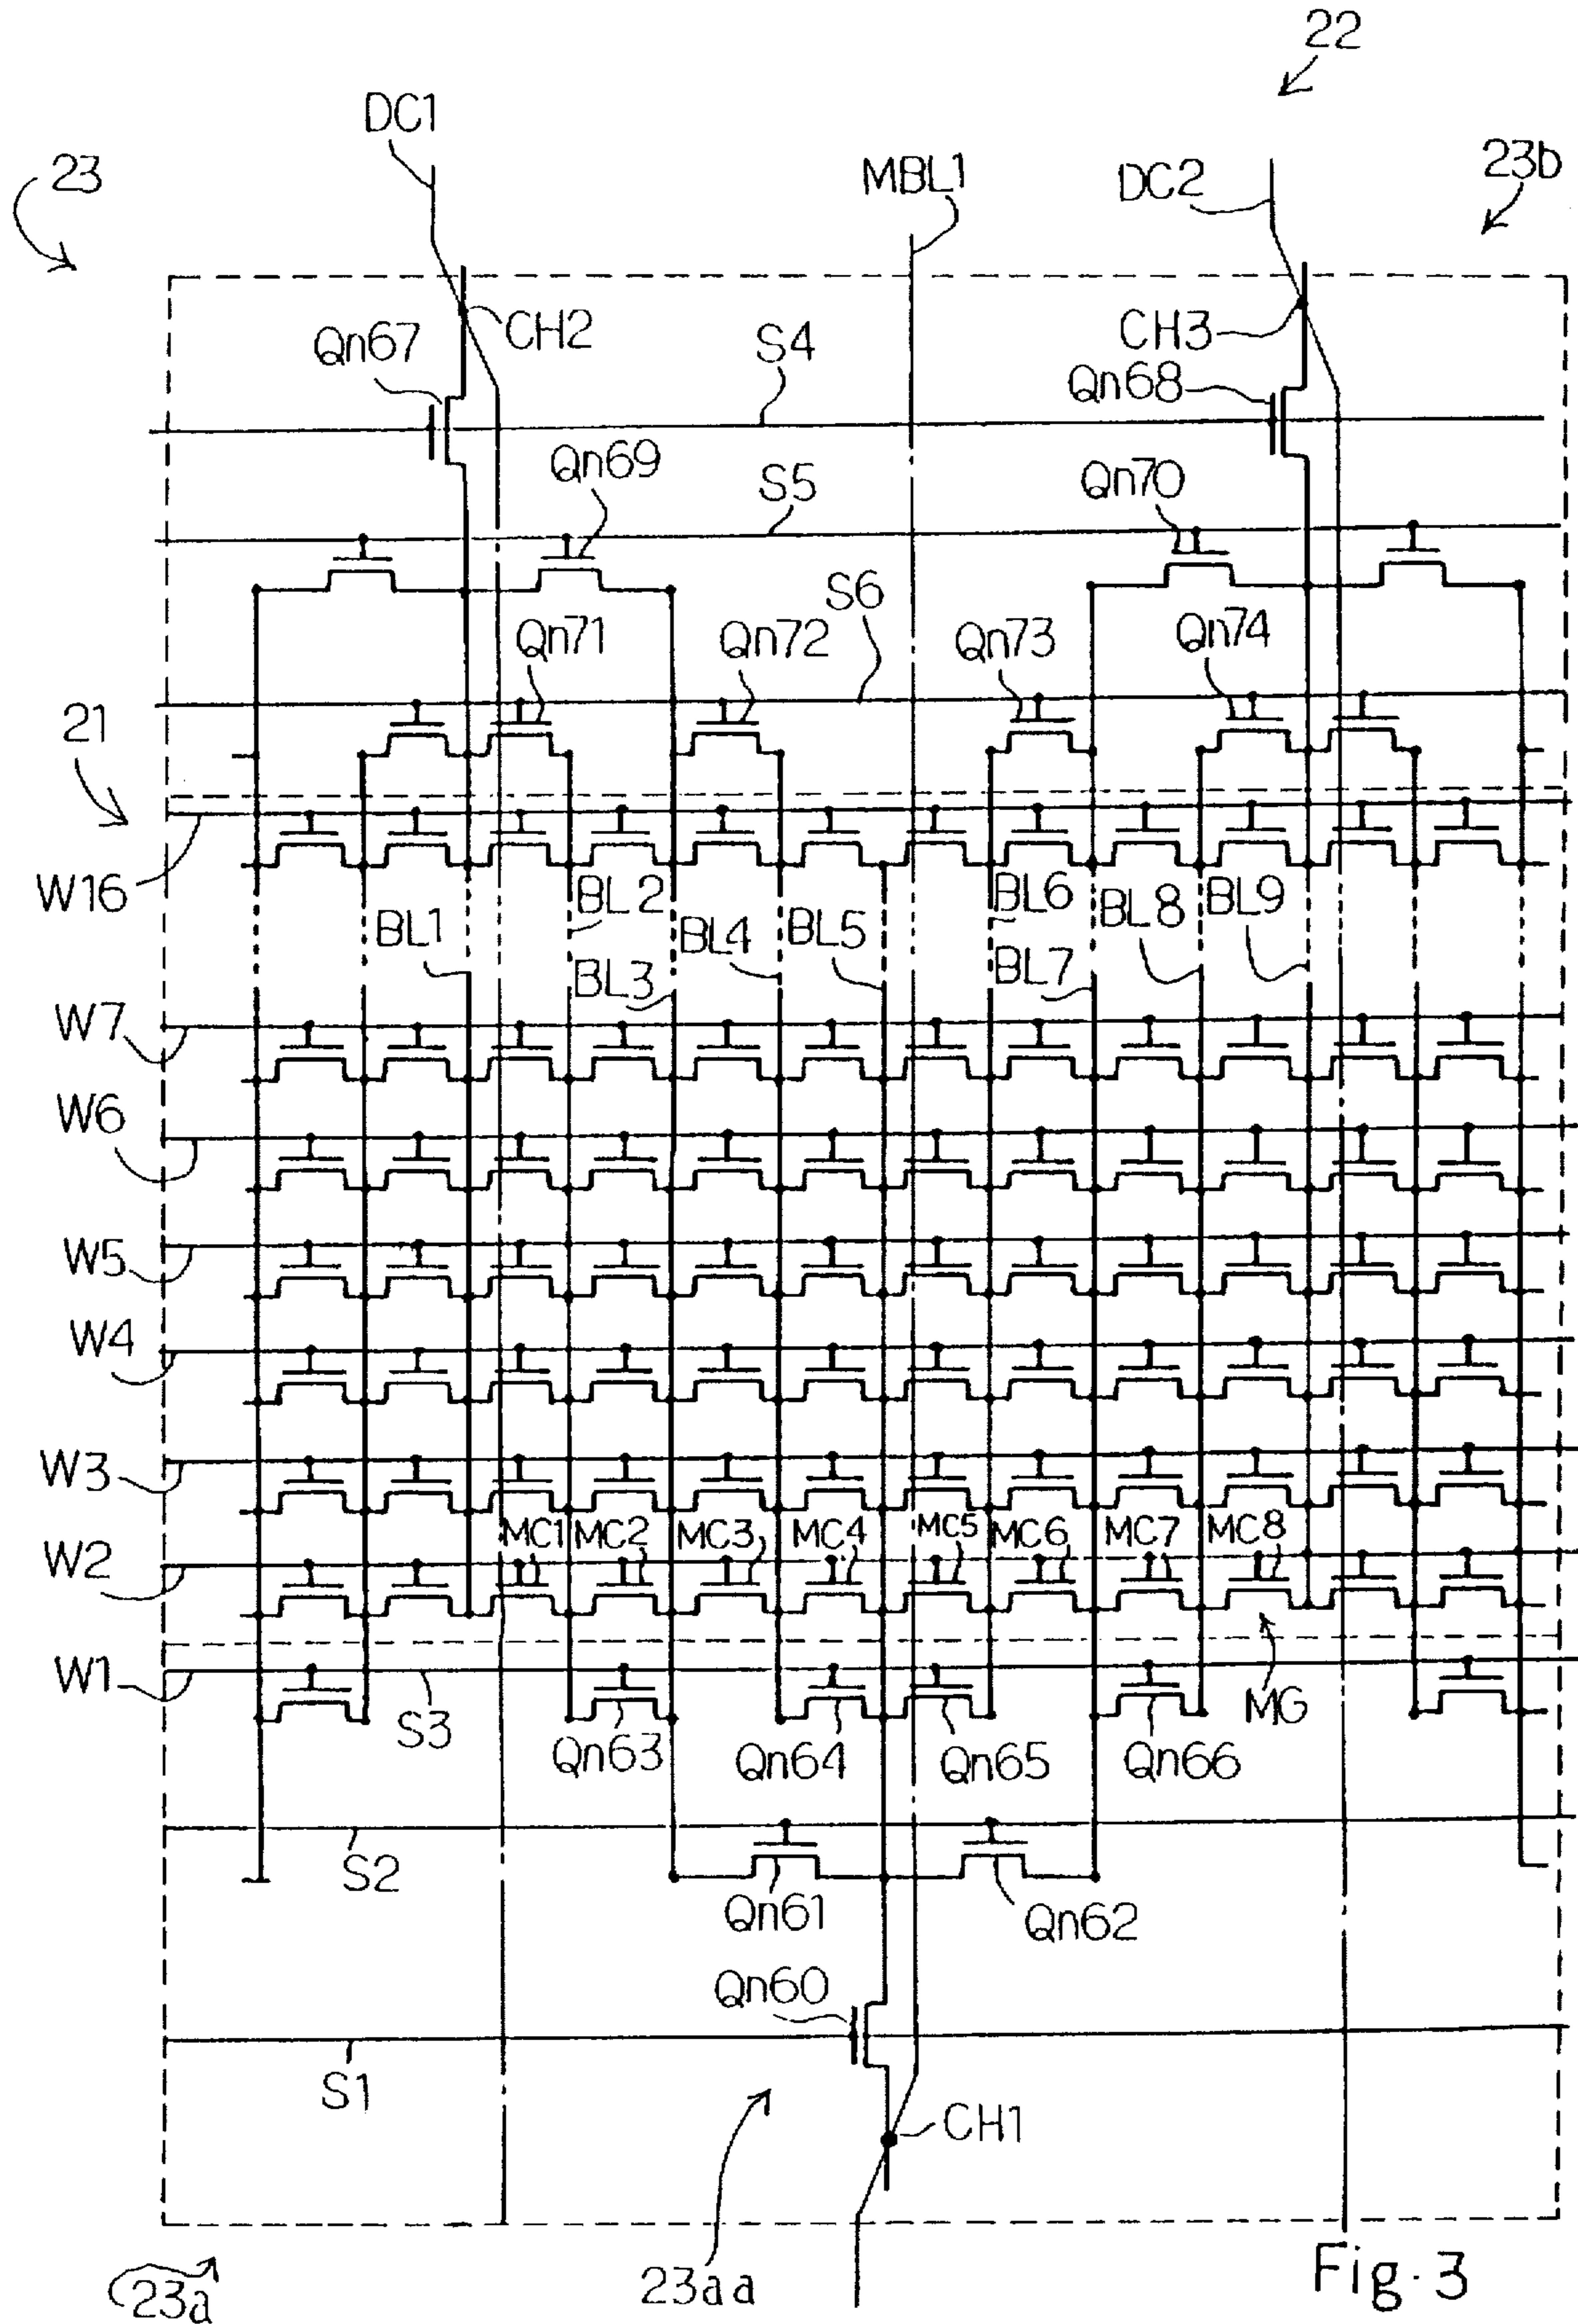 22
DC1
23
MBL1
DC2
23b
CH2
CH3
Qn67
S4
Qn68
Qn69
S5
Qn70
S6
Qn71
Qn72
Qn73
Qn74
21
W16
BL1
BL2
BL3
BL4
BL5
BL6
BL7
BL8
BL9
W7
W6
W5
W4
W3
MC1
MC2
MC3
MC4
MC5
MC6
MC7
MC8
W2
W1
S3
Qn63
Qn64
Qn65
Qn66
MG
S2
Qn61
Qn62
Qn60
S1
CH1
23a
23aa
Fig. 3